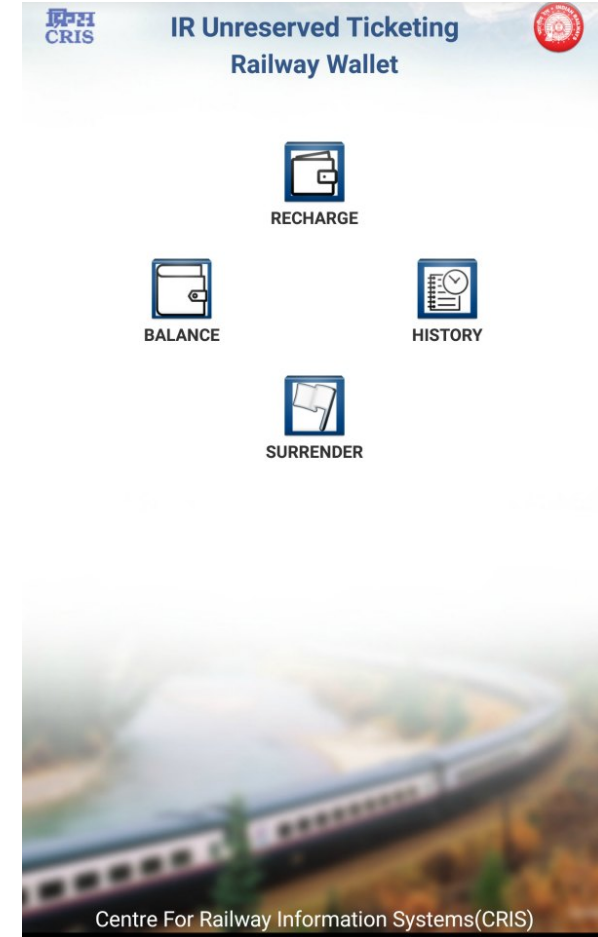 क्रिस
CRIS
IR Unreserved Ticketing
Railway Wallet
RECHARGE
BALANCE
HISTORY
SURRENDER
Centre For Railway Information Systems(CRIS)